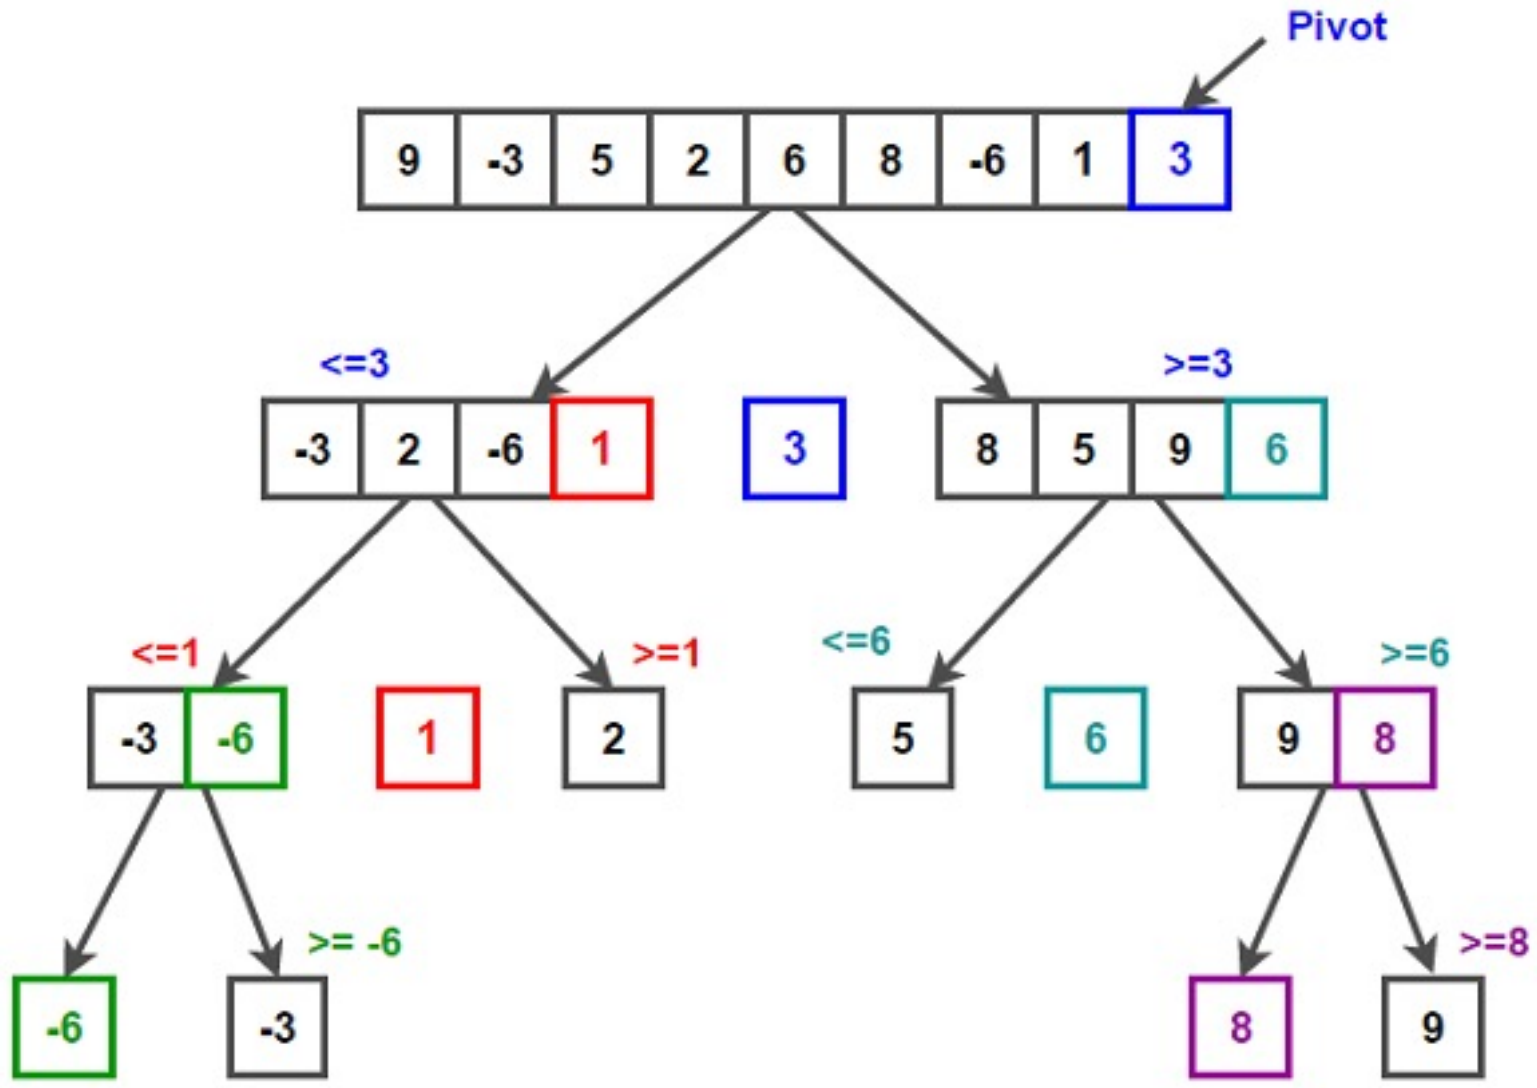 Pivot
9 -3 5 2 6 8 -6 1 3
<=3 >=3
-3 2 -6 1 3 8 5 9 6
<=1 >=1 <=6 >=6
-3 -6 1 2 5 6 9 8
>= -6 >=8
-6 -3 8 9